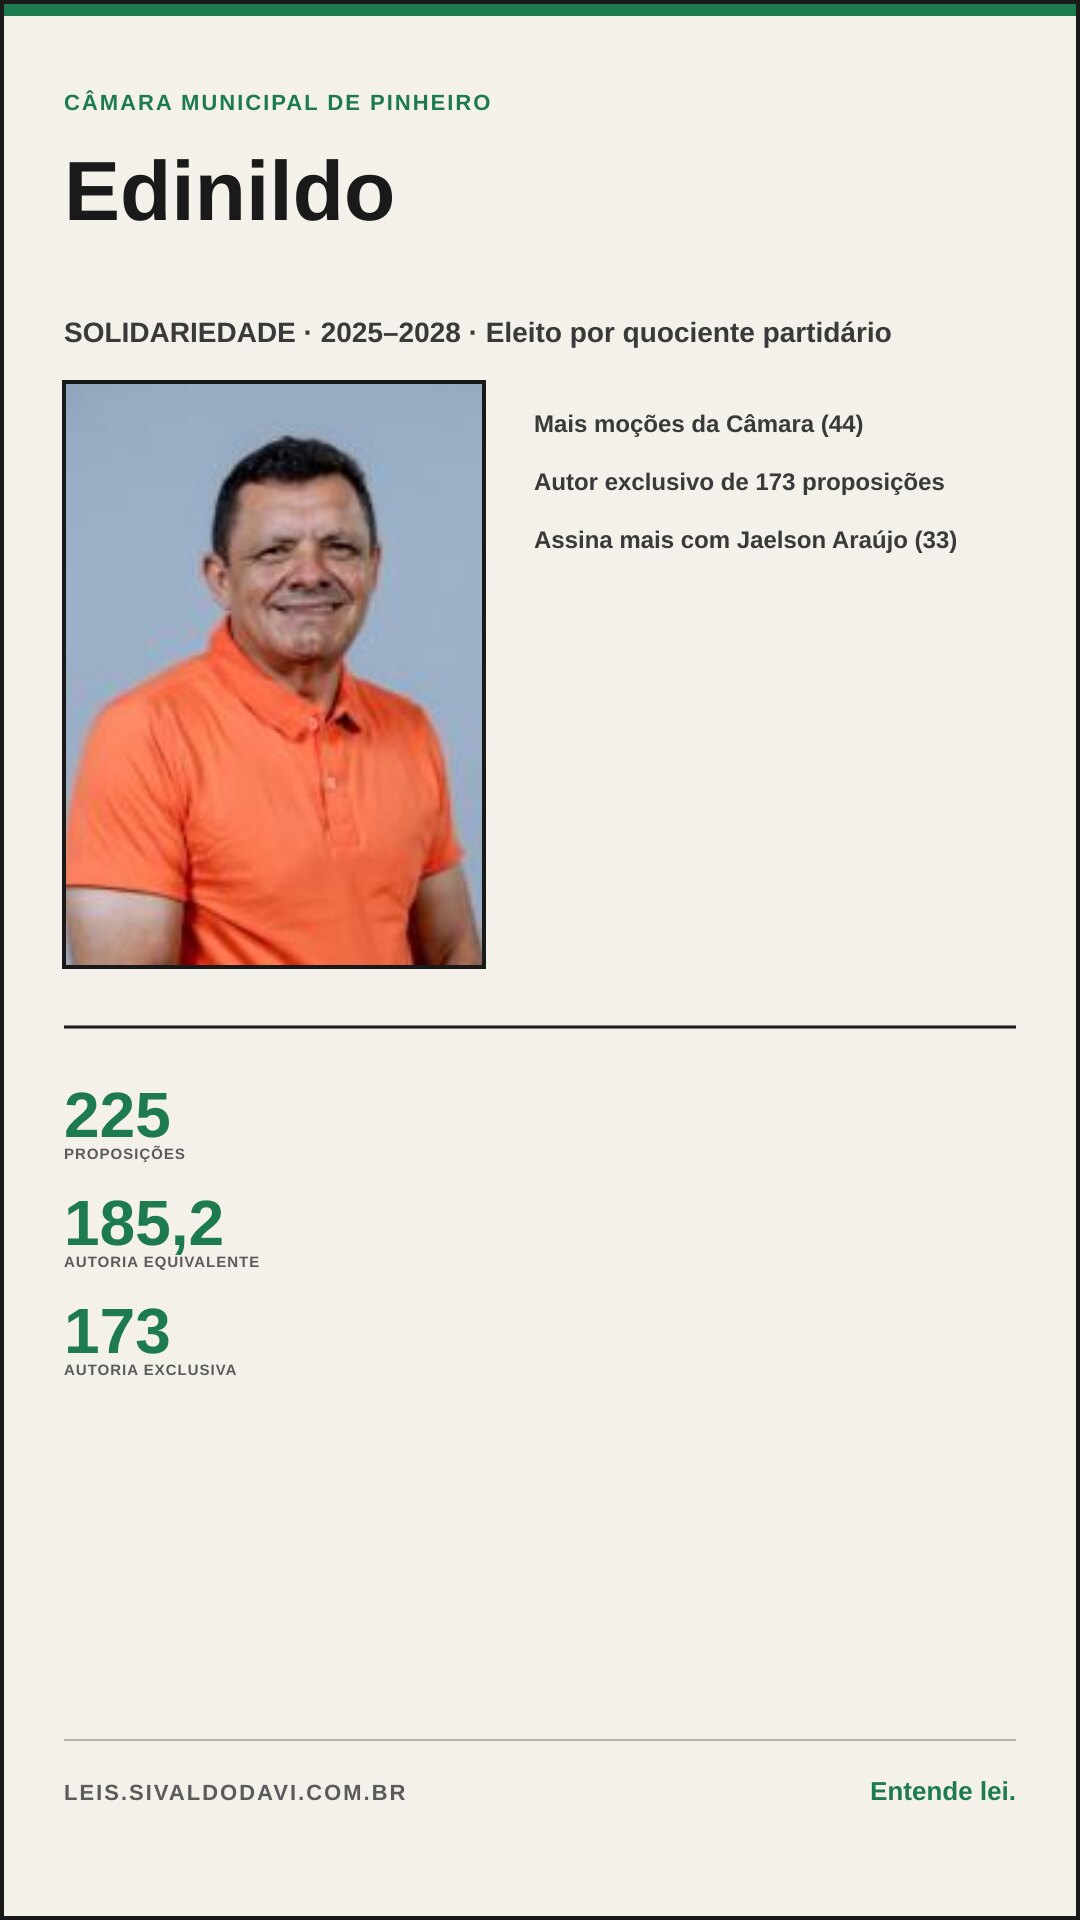 CÂMARA MUNICIPAL DE PINHEIRO
Edinildo
SOLIDARIEDADE · 2025–2028 · Eleito por quociente partidário
Mais moções da Câmara (44)
Autor exclusivo de 173 proposições
Assina mais com Jaelson Araújo (33)
225
PROPOSIÇÕES
185,2
AUTORIA EQUIVALENTE
173
AUTORIA EXCLUSIVA
LEIS.SIVALDODAVI.COM.BR
Entende lei.